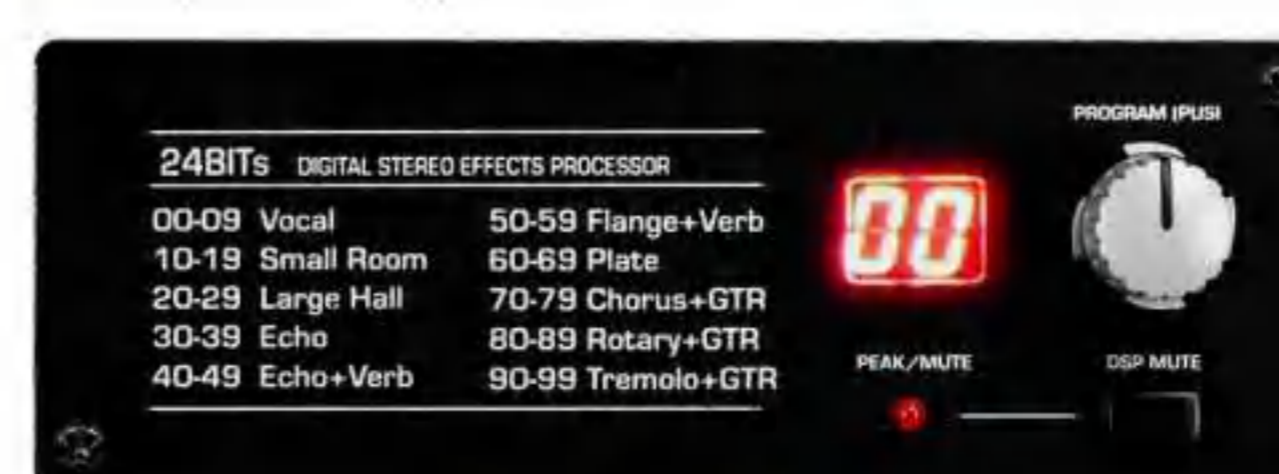 24BITs DIGITAL STEREO EFFECTS PROCESSOR
00-09 Vocal
10-19 Small Room
20-29 Large Hall
30-39 Echo
40-49 Echo+Verb
50-59 Flange+Verb
60-69 Plate
70-79 Chorus+GTR
80-89 Rotary+GTR
90-99 Tremolo+GTR
00
PEAK/MUTE
PROGRAM (PUSI
DSP MUTE